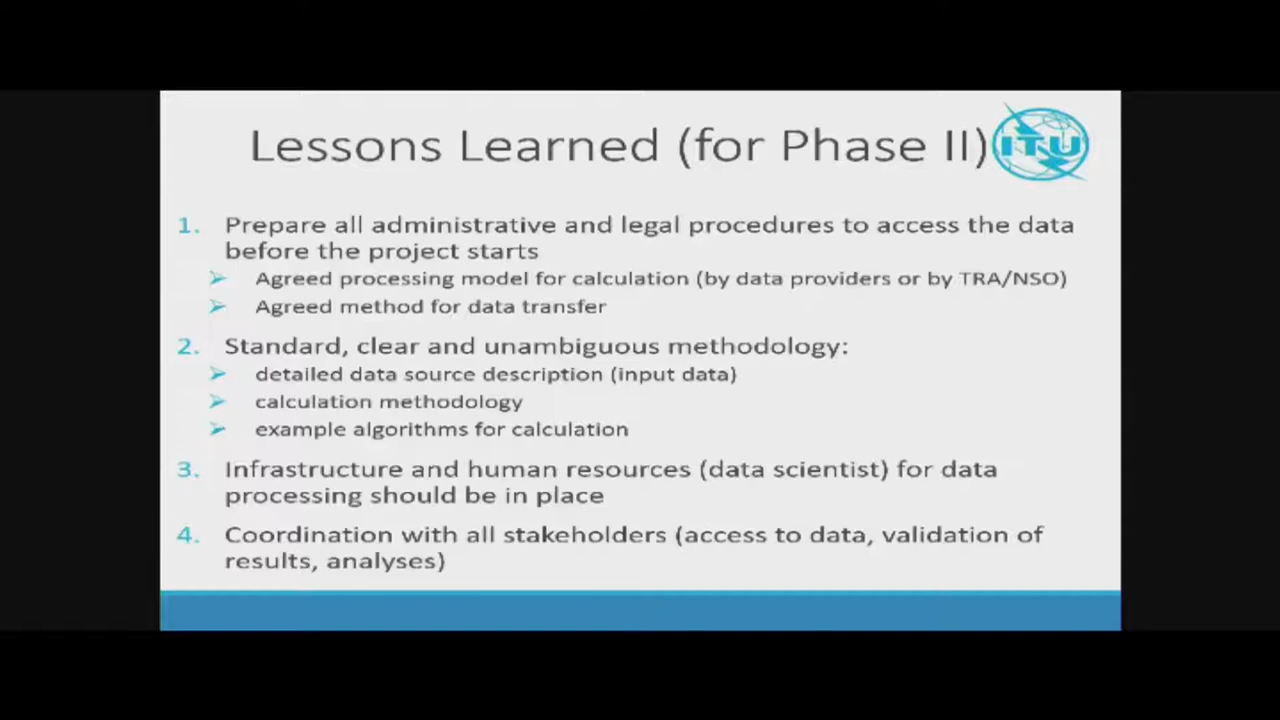 Lessons Learned (for Phase II)
ITU
1. Prepare all administrative and legal procedures to access the data
before the project starts
➢ Agreed processing model for calculation (by data providers or by TRA/NSO)
➢ Agreed method for data transfer
2. Standard, clear and unambiguous methodology:
➢ detailed data source description (input data)
➢ calculation methodology
➢ example algorithms for calculation
3. Infrastructure and human resources (data scientist) for data
processing should be in place
4. Coordination with all stakeholders (access to data, validation of
results, analyses)